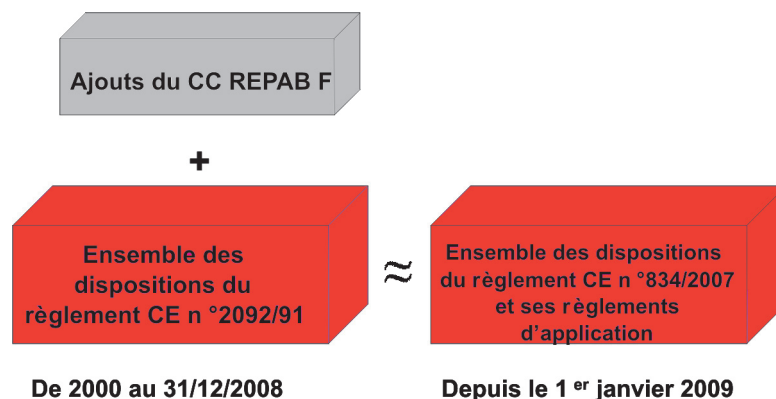 Ajouts du CC REPAB F
+
Ensemble des
dispositions du
règlement CE n °2092/91
≈
Ensemble des dispositions
du règlement CE n °834/2007
et ses règlements
d'application
De 2000 au 31/12/2008
Depuis le 1 er janvier 2009